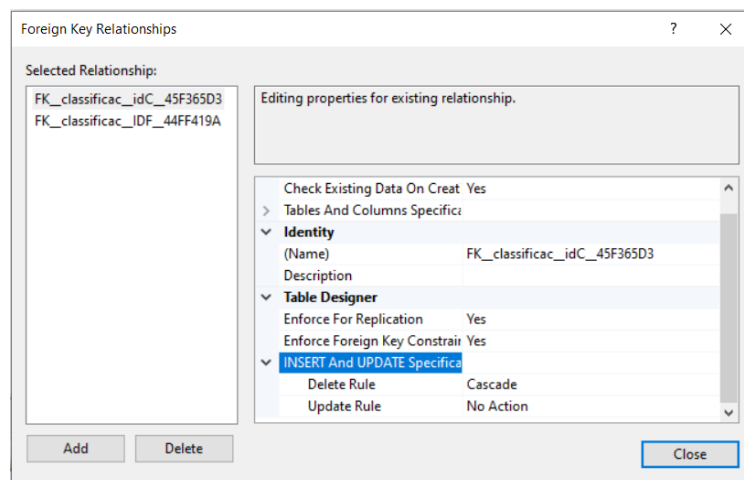 Foreign Key Relationships
Selected Relationship:
FK__classificac__idC__45F365D3
FK__classificac__IDF__44FF419A
Editing properties for existing relationship.
Check Existing Data On Creat Yes
Tables And Columns Specifica
Identity
(Name) FK__classificac__idC__45F365D3
Description
Table Designer
Enforce For Replication Yes
Enforce Foreign Key Constrain Yes
INSERT And UPDATE Specifica
Delete Rule Cascade
Update Rule No Action
Add Delete
Close